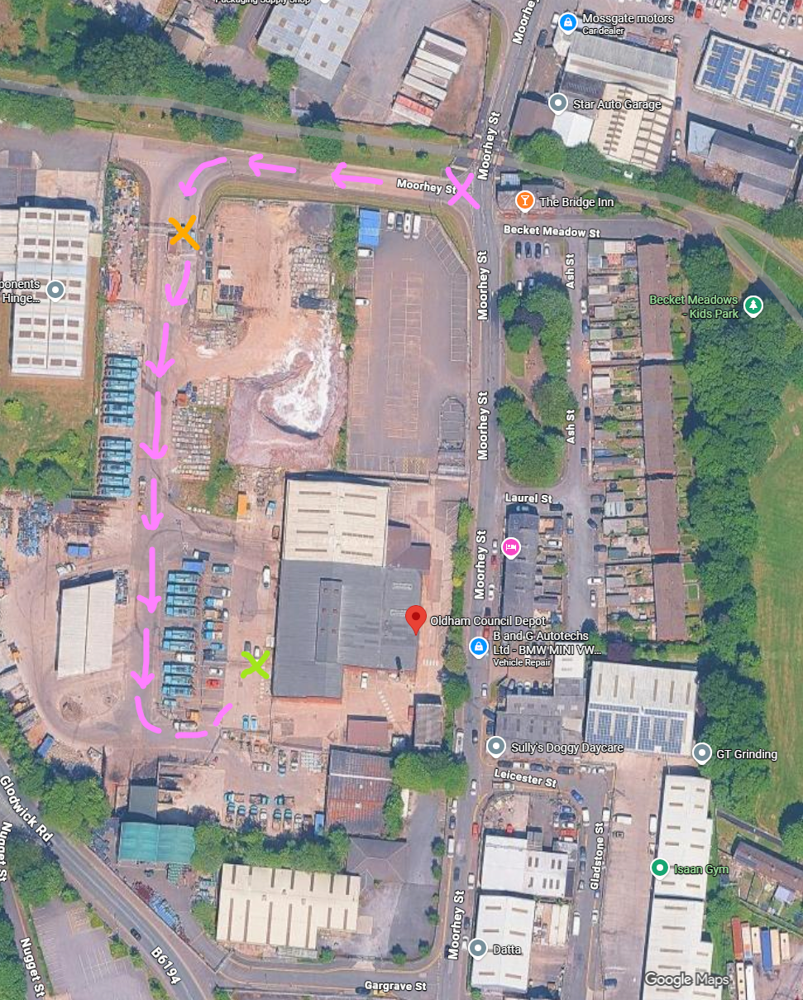 Packaging Supply Shop
Moorhe
Mossgate motors
Car dealer
Star Auto Garage
Moorhey St
Moorhey St
The Bridge Inn
Becket Meadow St
Ash St
Moorhey St
ponents
Hinge...
Becket Meadows
- Kids Park
Moorhey St
Ash St
Laurel St
Moorhey St
Oldham Council Depot
B and G Autotechs
Ltd - BMW MINI VW...
Vehicle Repair
Sully's Doggy Daycare
GT Grinding
Leicester St
Glodwick Rd
Nugget St
Gladstone St
Isaan Gym
Moorhey St
Datta
B6194
Nugget St
Gargrave St
Google Maps